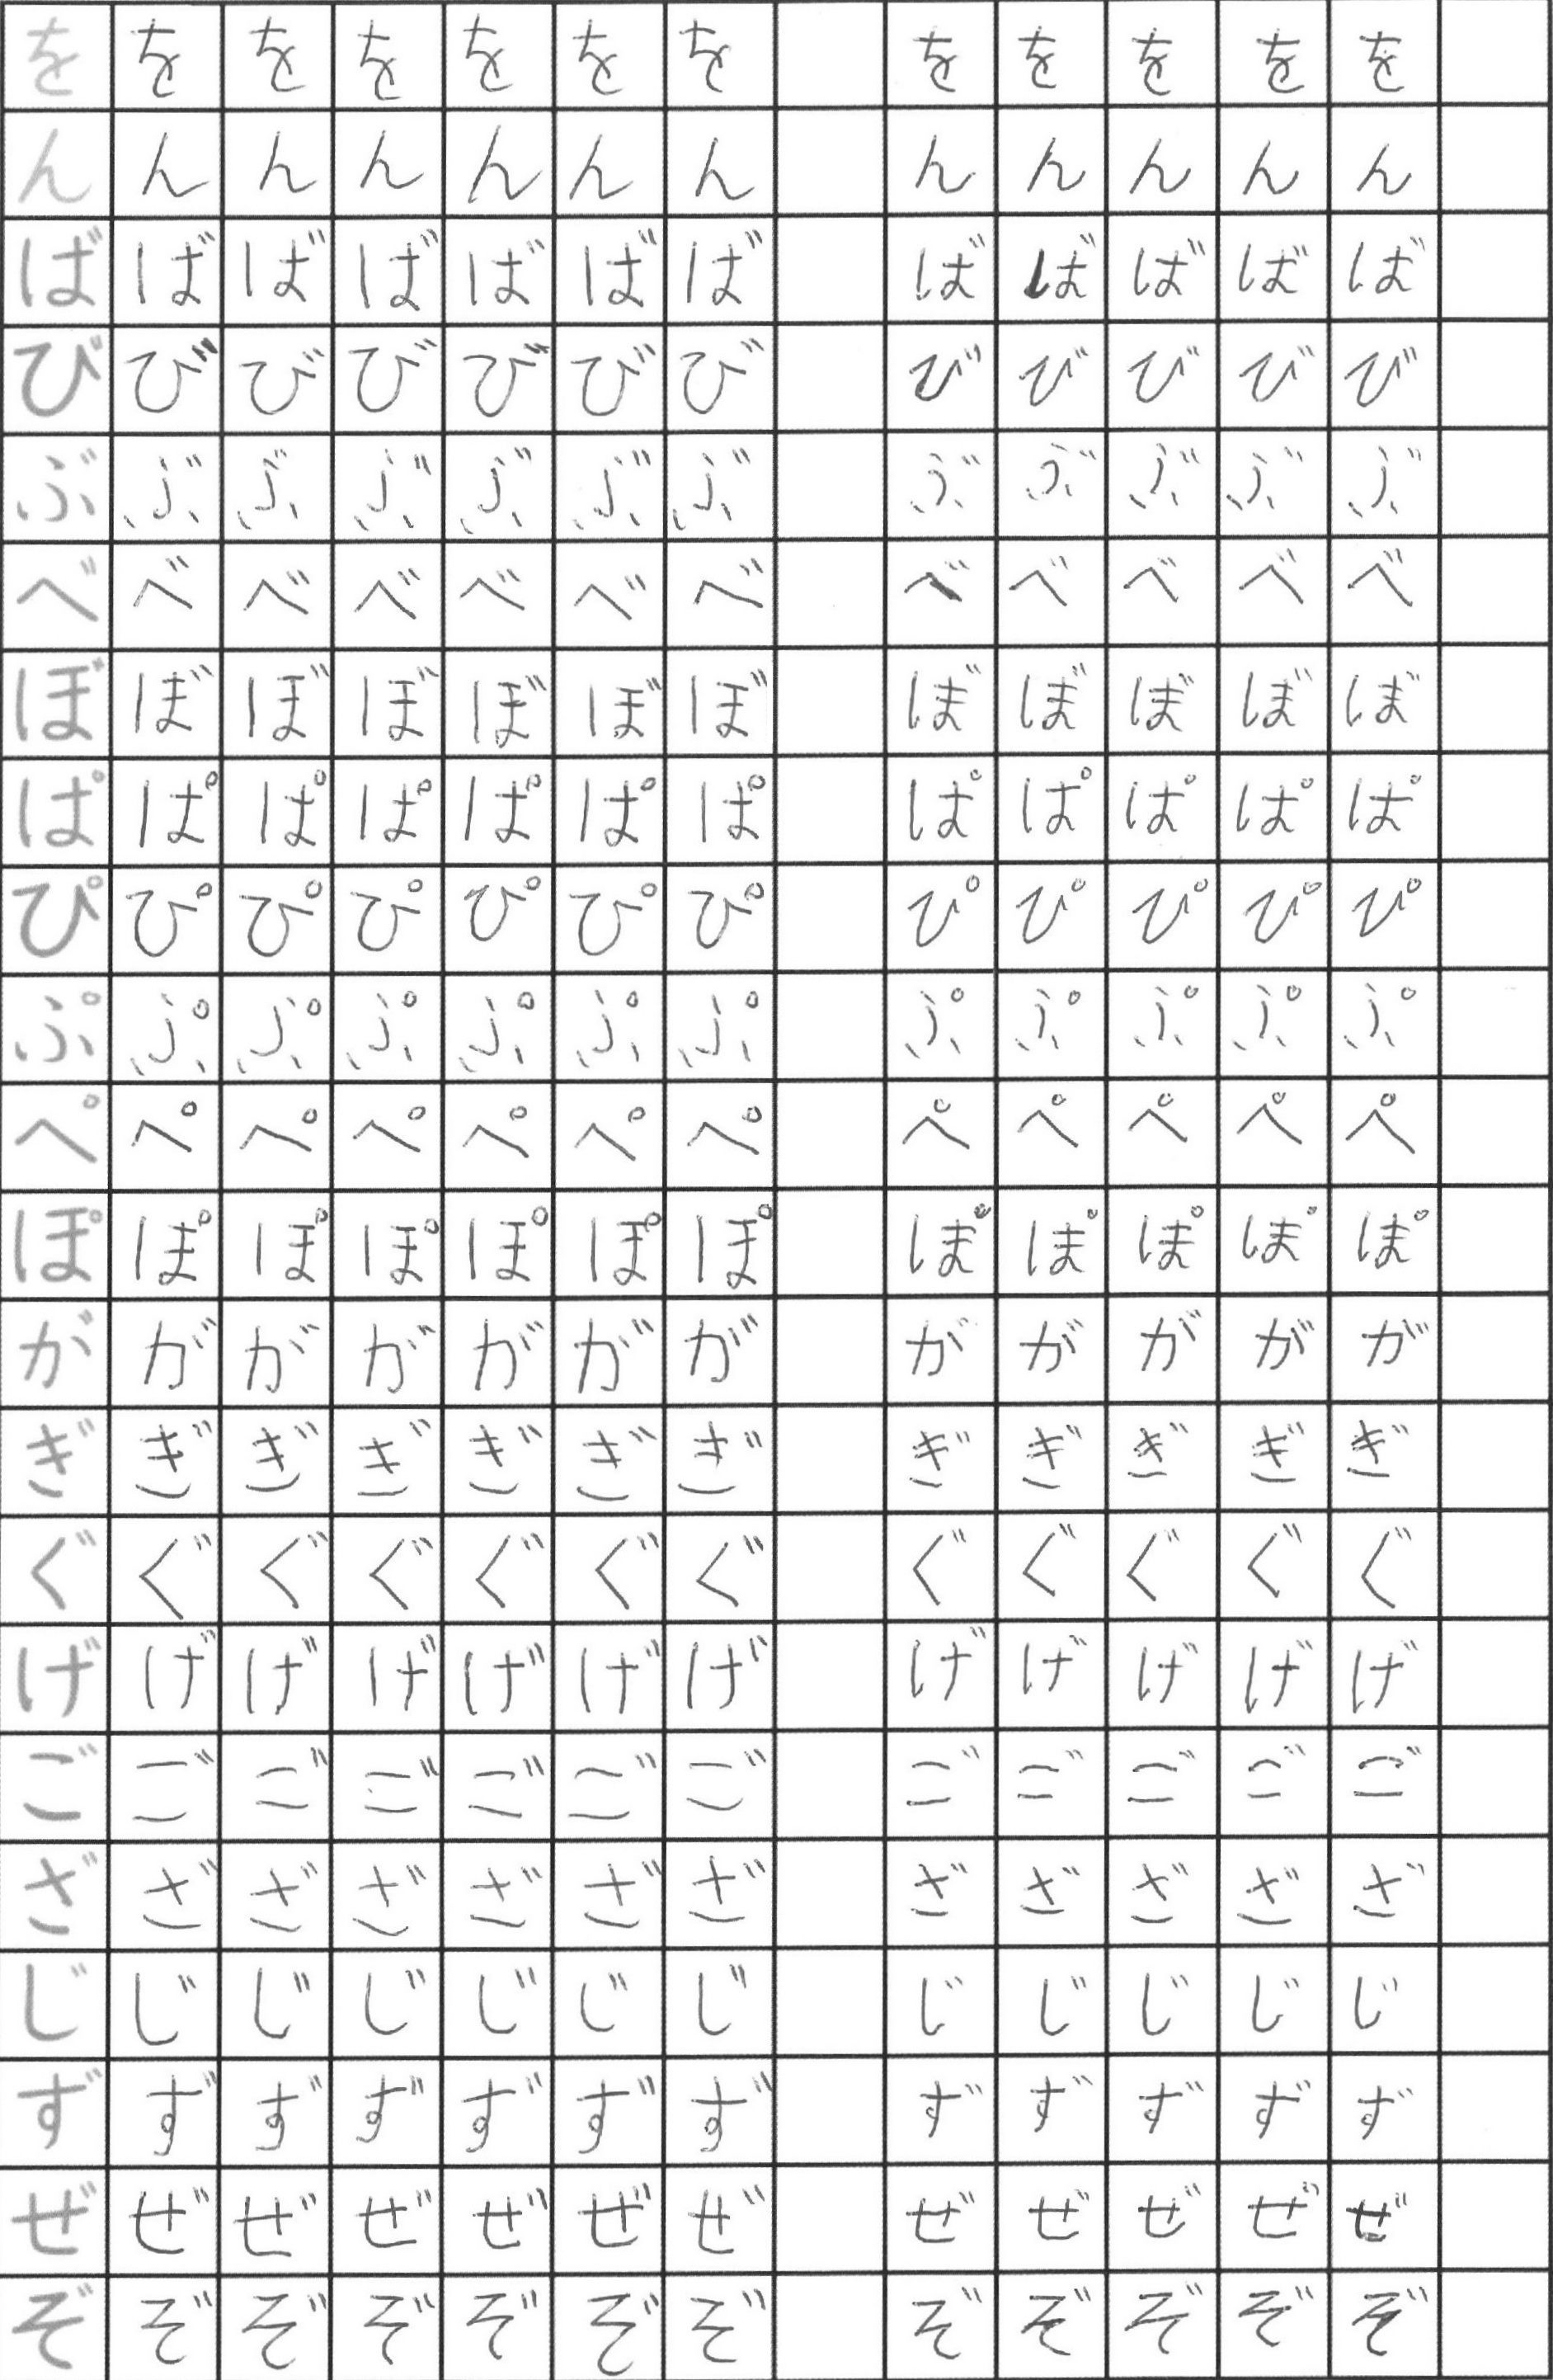 を を を を を を を を を を を を
ん ん ん ん ん ん ん ん ん ん ん ん
ば ば ば ば ば ば ば ば ば ば ば ば
び び び び び び び び び び び び
ぶ ぶ ぶ ぶ ぶ ぶ ぶ ぶ ぶ ぶ ぶ ぶ
べ べ べ べ べ べ べ べ べ べ べ べ
ぼ ぼ ぼ ぼ ぼ ぼ ぼ ぼ ぼ ぼ ぼ ぼ
ぱ ぱ ぱ ぱ ぱ ぱ ぱ ぱ ぱ ぱ ぱ ぱ
ぴ ぴ ぴ ぴ ぴ ぴ ぴ ぴ ぴ ぴ ぴ ぴ
ぷ ぷ ぷ ぷ ぷ ぷ ぷ ぷ ぷ ぷ ぷ ぷ
ぺ ぺ ぺ ぺ ぺ ぺ ぺ ぺ ぺ ぺ ぺ ぺ
ぽ ぽ ぽ ぽ ぽ ぽ ぽ ぽ ぽ ぽ ぽ ぽ
が が が が が が が が が が が が
ぎ ぎ ぎ ぎ ぎ ぎ ぎ ぎ ぎ ぎ ぎ ぎ
ぐ ぐ ぐ ぐ ぐ ぐ ぐ ぐ ぐ ぐ ぐ ぐ
げ げ げ げ げ げ げ げ げ げ げ げ
ご ご ご ご ご ご ご ご ご ご ご ご
ざ ざ ざ ざ ざ ざ ざ ざ ざ ざ ざ ざ
じ じ じ じ じ じ じ じ じ じ じ じ
ず ず ず ず ず ず ず ず ず ず ず ず
ぜ ぜ ぜ ぜ ぜ ぜ ぜ ぜ ぜ ぜ ぜ ぜ
ぞ ぞ ぞ ぞ ぞ ぞ ぞ ぞ ぞ ぞ ぞ ぞ